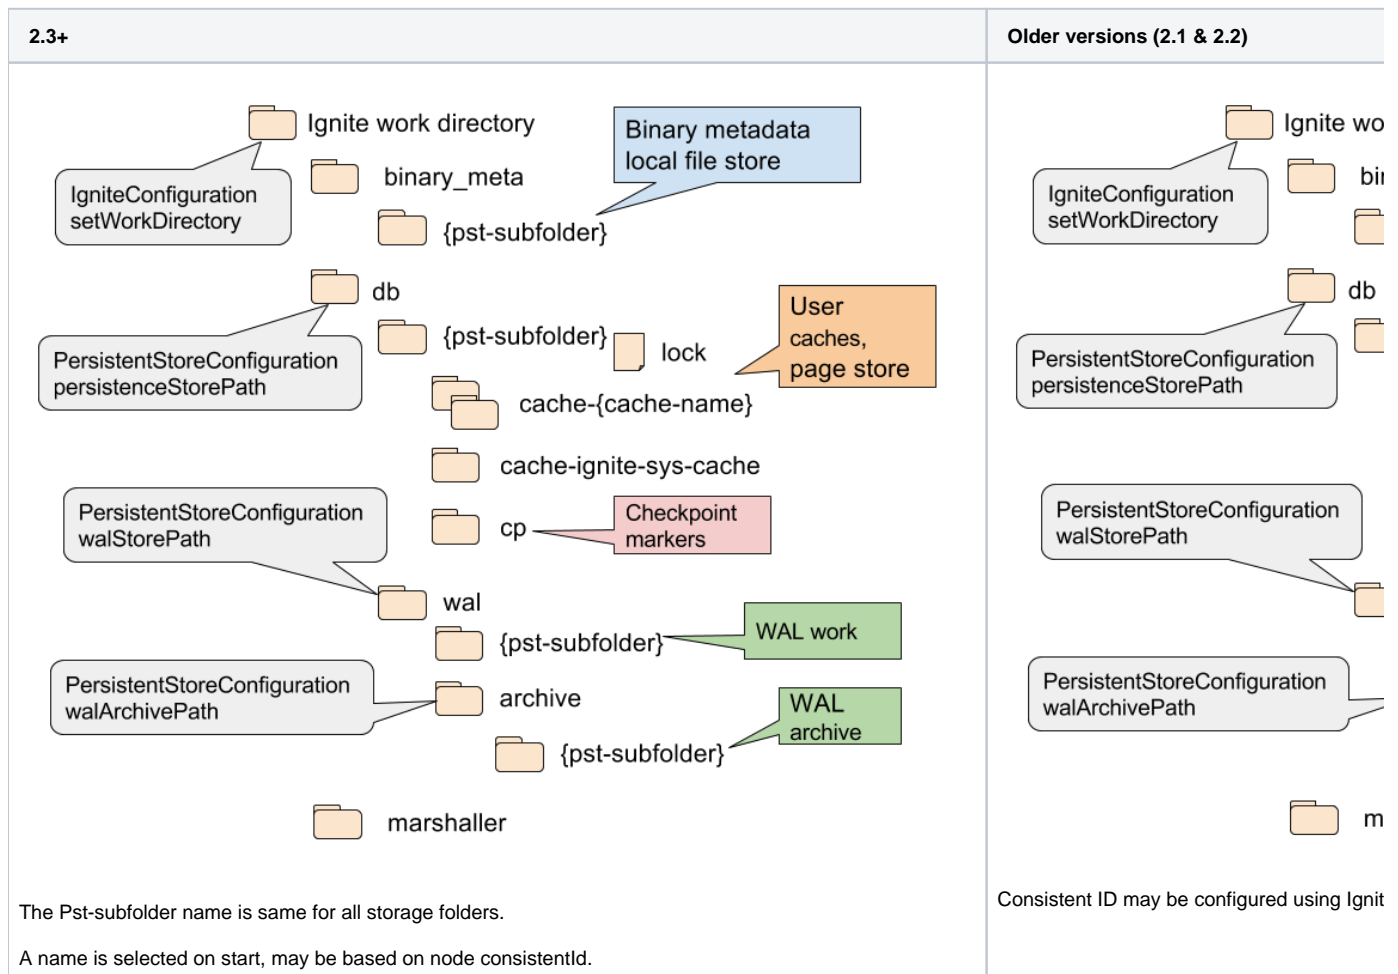 2.3+
Ignite work directory
Binary metadata
local file store
IgniteConfiguration
setWorkDirectory
binary_meta
{pst-subfolder}
db
User
caches,
page store
{pst-subfolder}
lock
PersistentStoreConfiguration
persistenceStorePath
cache-{cache-name}
cache-ignite-sys-cache
PersistentStoreConfiguration
walStorePath
cp
Checkpoint
markers
wal
{pst-subfolder}
WAL work
PersistentStoreConfiguration
walArchivePath
archive
WAL
archive
{pst-subfolder}
marshaller
The Pst-subfolder name is same for all storage folders.
A name is selected on start, may be based on node consistentId.
Older versions (2.1 & 2.2)
Ignite wo
IgniteConfiguration
setWorkDirectory
bin
db
PersistentStoreConfiguration
persistenceStorePath
PersistentStoreConfiguration
walStorePath
PersistentStoreConfiguration
walArchivePath
m
Consistent ID may be configured using Ignit